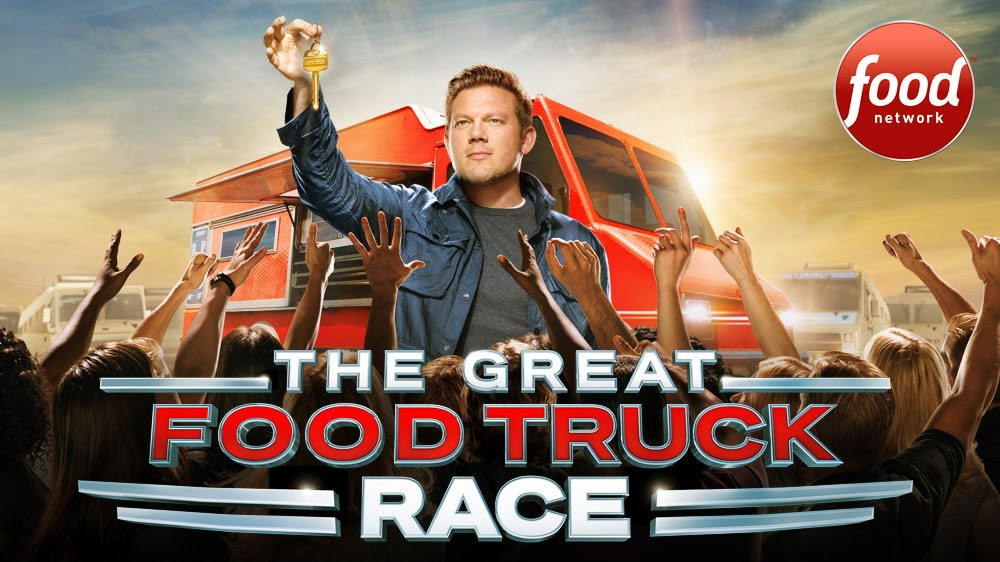 food
network
THE GREAT
FOOD TRUCK
RACE